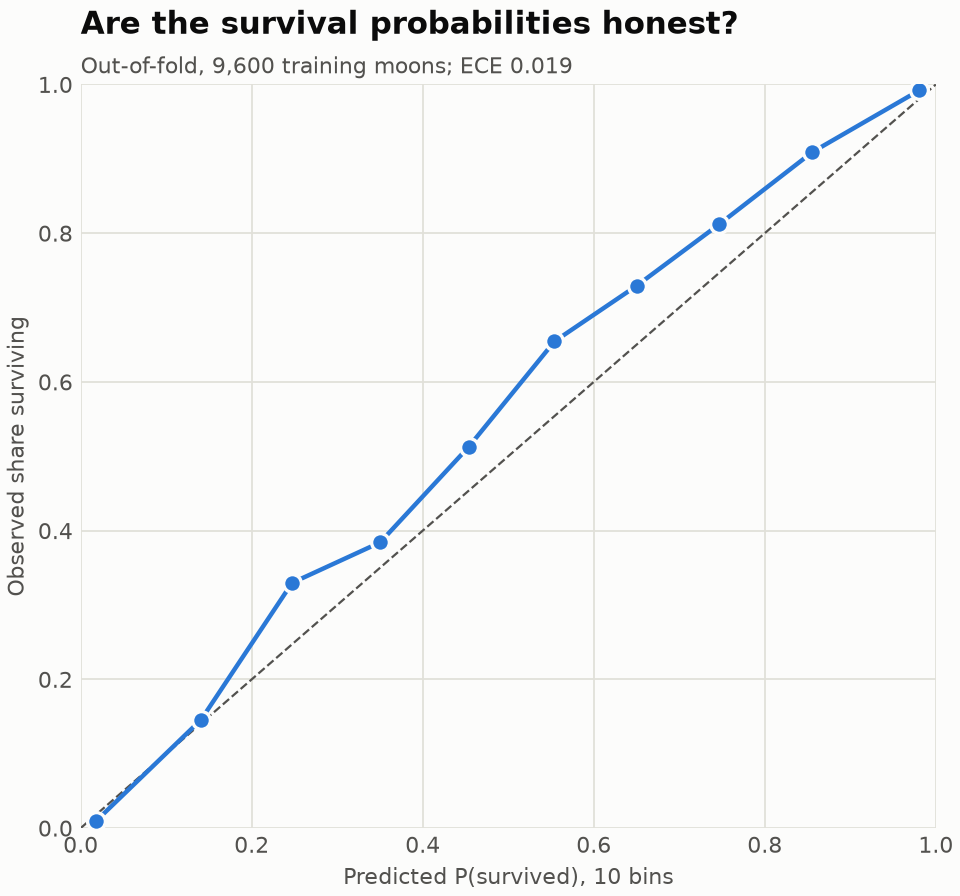 Are the survival probabilities honest?
Out-of-fold, 9,600 training moons; ECE 0.019
1.0
0.8
0.6
0.4
0.2
0.0
Observed share surviving
0.0 0.2 0.4 0.6 0.8 1.0
Predicted P(survived), 10 bins